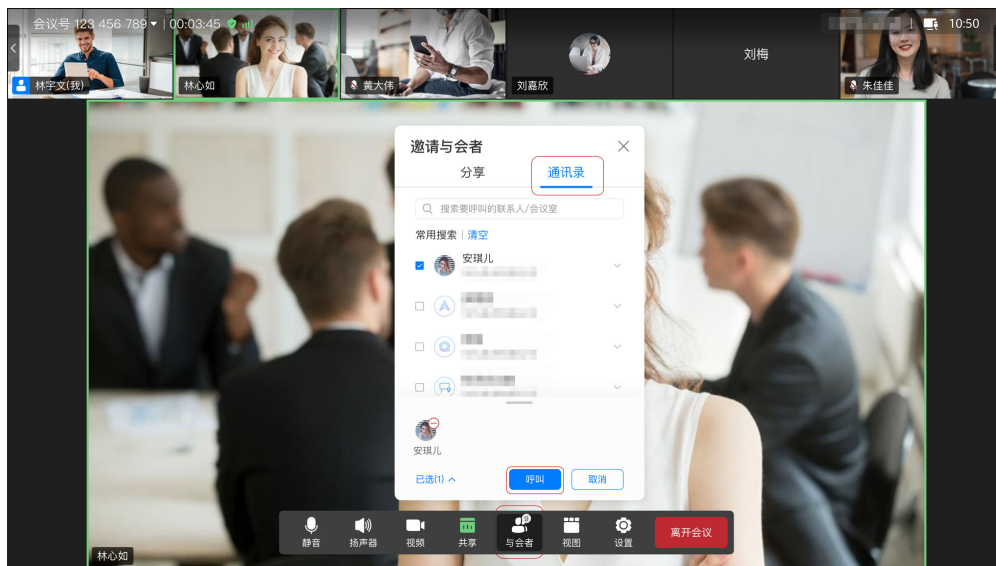 会议号 123 456 789 00:03:45
10:50
林宇文(我)
林心如
黄大伟
刘嘉欣
刘梅
朱佳佳
邀请与会者
分享
通讯录
搜索要呼叫的联系人/会议室
常用搜索 清空
安琪儿
安琪儿
已选(1)
呼叫
取消
静音
扬声器
视频
共享
与会者
视图
设置
离开会议
林心如